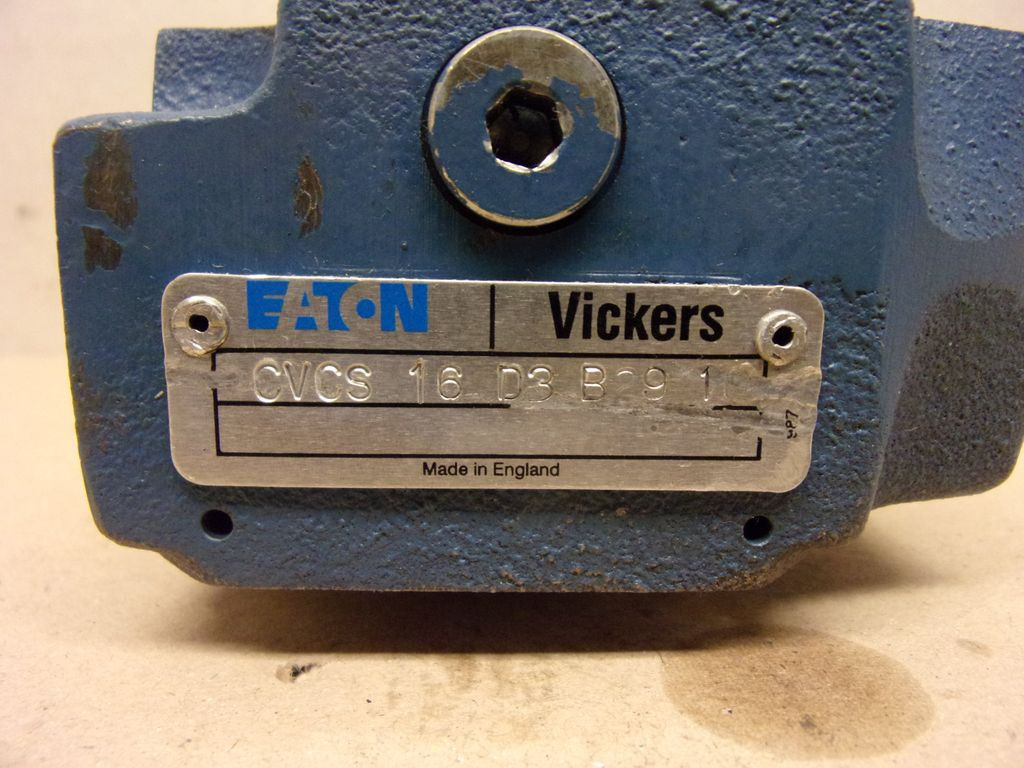 EATON Vickers
CVCS 16 D3 B29 1
Made in England